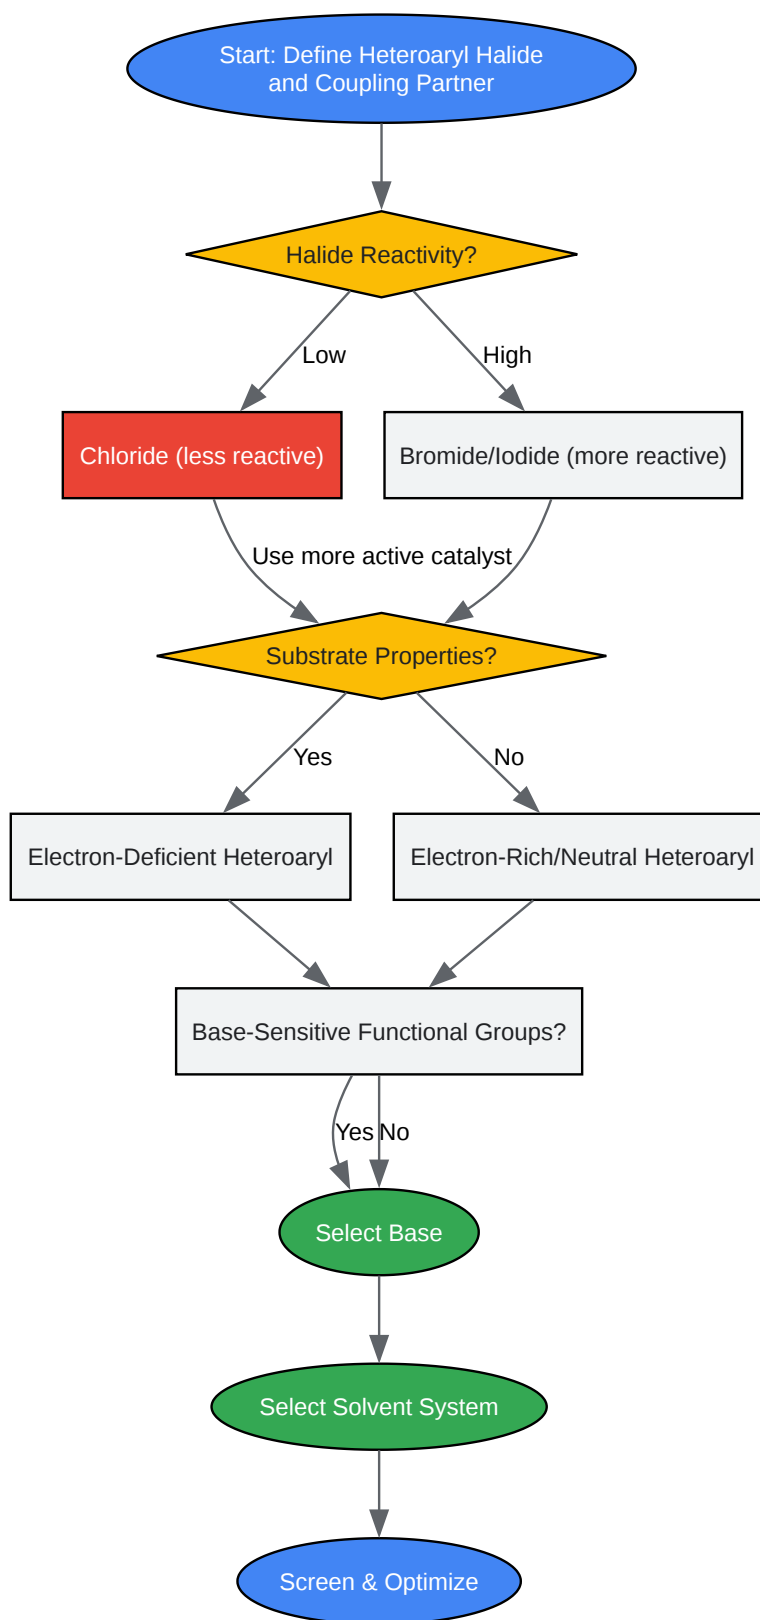 Start: Define Heteroaryl Halide
and Coupling Partner
Halide Reactivity?
Low
High
Chloride (less reactive)
Bromide/Iodide (more reactive)
Use more active catalyst
Substrate Properties?
Yes
No
Electron-Deficient Heteroaryl
Electron-Rich/Neutral Heteroaryl
Base-Sensitive Functional Groups?
Yes
No
Select Base
Select Solvent System
Screen & Optimize